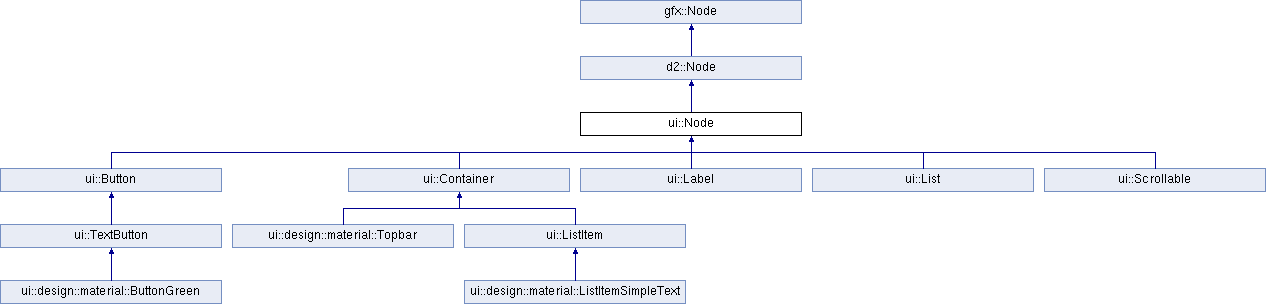 gfx::Node
d2::Node
ui::Node
ui::Button
ui::Container
ui::Label
ui::List
ui::Scrollable
ui::TextButton
ui::design::material::Topbar
ui::ListItem
ui::design::material::ButtonGreen
ui::design::material::ListItemSimpleText